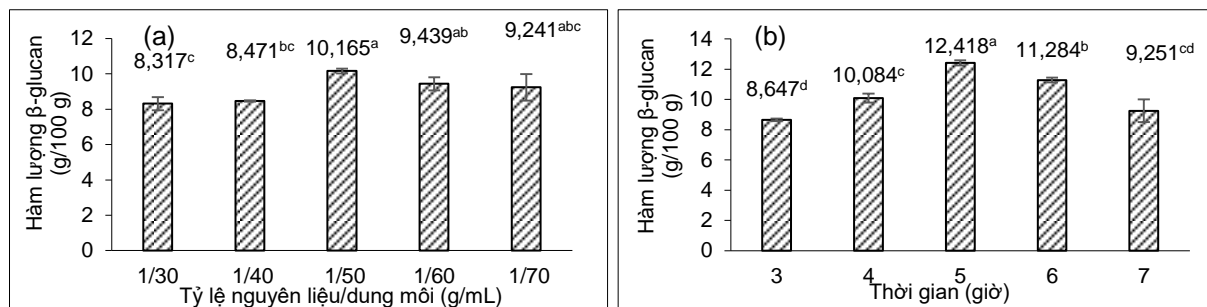 (a)
Hàm lượng β-glucan
(g/100 g)
12
10
8
6
4
2
0
8,317ᶜ
8,471ᵇᶜ
10,165ᵃ
9,439ᵃᵇ
9,241ᵃᵇᶜ
1/30 1/40 1/50 1/60 1/70
Tỷ lệ nguyên liệu/dung môi (g/mL)
(b)
Hàm lượng β-glucan
(g/100 g)
14
12
10
8
6
4
2
0
8,647ᵈ
10,084ᶜ
12,418ᵃ
11,284ᵇ
9,251ᶜᵈ
3 4 5 6 7
Thời gian (giờ)